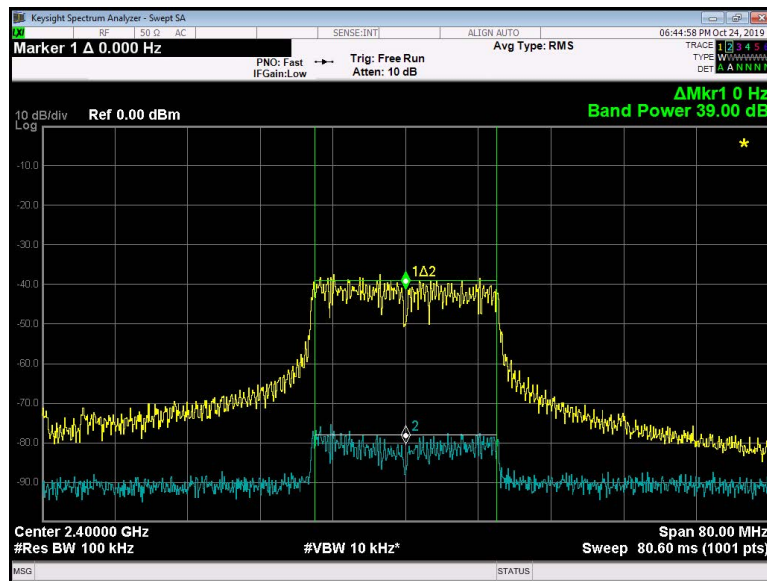 Keysight Spectrum Analyzer - Swept SA
LXI RF 50 Ω AC SENSE:INT ALIGN AUTO 06:44:58 PM Oct 24, 2019
Marker 1 Δ 0.000 Hz
Avg Type: RMS
TRACE 1 2 3 4 5
PNO: Fast Trig: Free Run
TYPE
IFGain:Low Atten: 10 dB
DET A A N N N
ΔMkr1 0 Hz
10 dB/div Ref 0.00 dBm Band Power 39.00 dB
Log
*
-10.0
-20.0
-30.0
1Δ2
-40.0
-50.0
-60.0
-70.0
2
-80.0
-90.0
Center 2.40000 GHz Span 80.00 MHz
#Res BW 100 kHz #VBW 10 kHz* Sweep 80.60 ms (1001 pts)
MSG STATUS